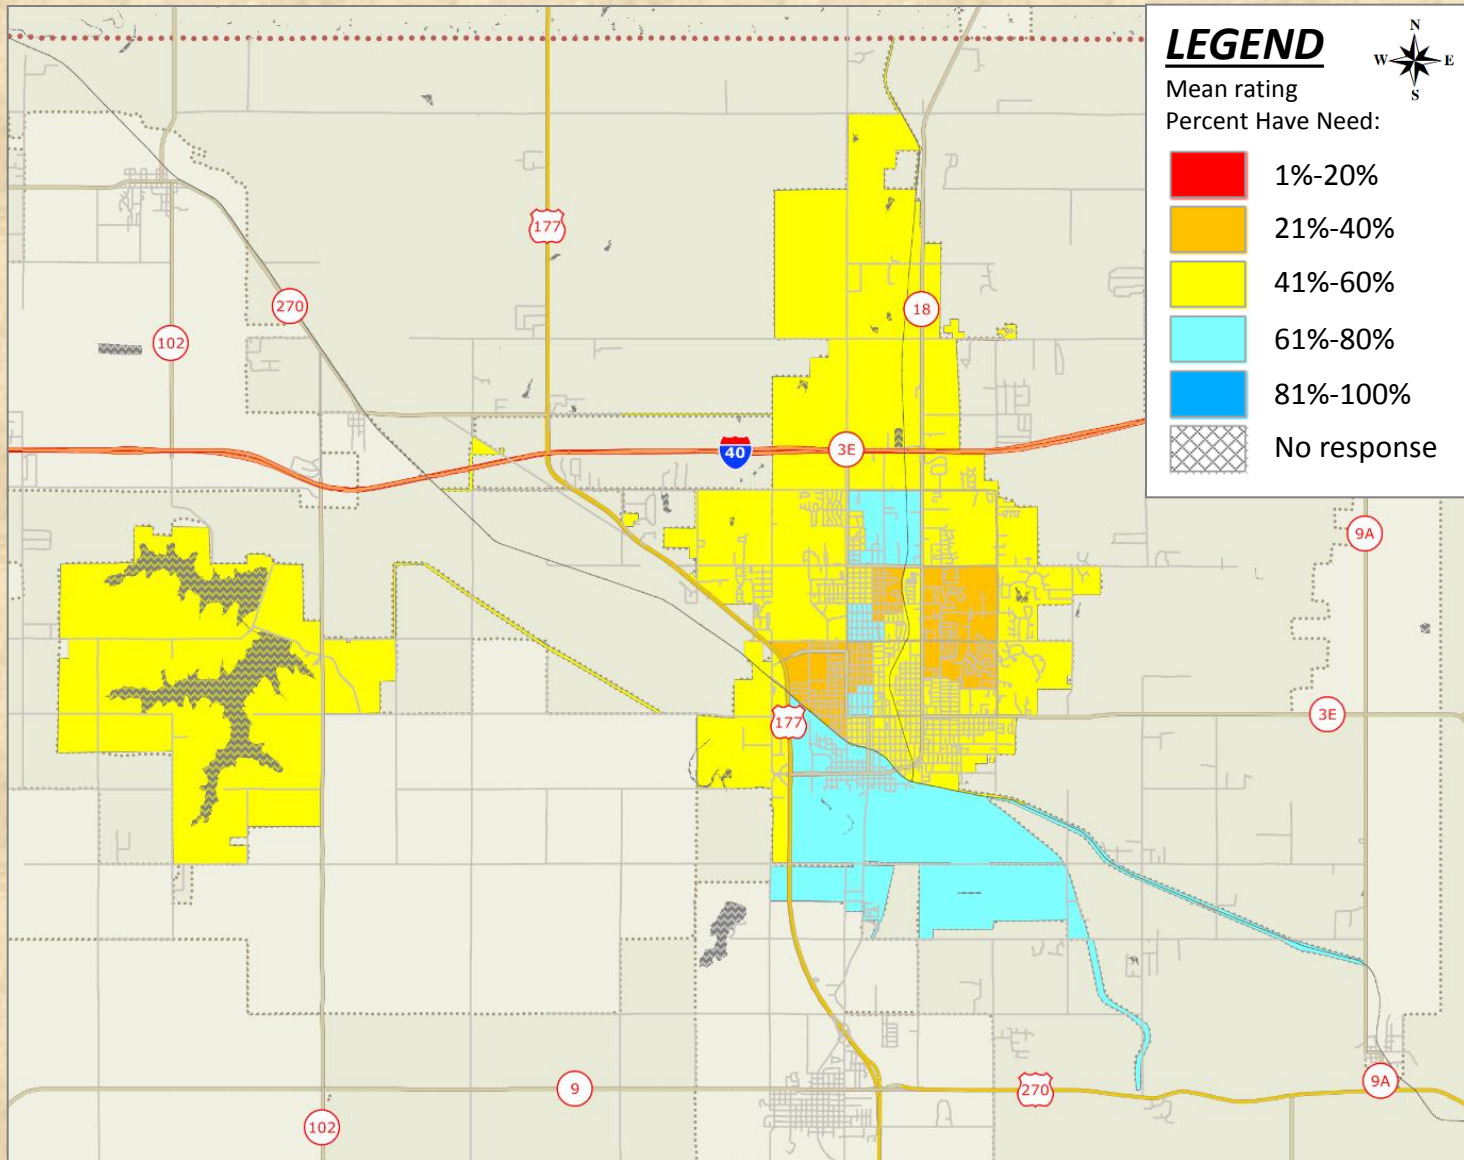 LEGEND
N
W E
S
Mean rating
Percent Have Need:
1%-20%
21%-40%
41%-60%
61%-80%
81%-100%
No response
177
270
18
102
40
3E
9A
3E
177
9
270
9A
102